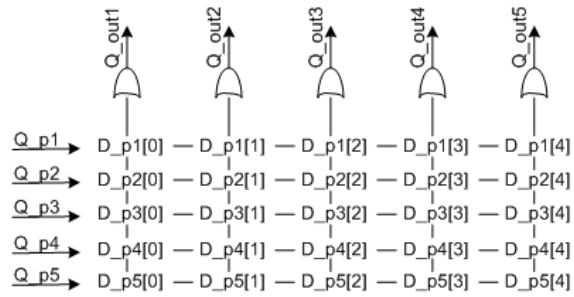 Q_out1 Q_out2 Q_out3 Q_out4 Q_out5
Q_p1 D_p1[0] — D_p1[1] — D_p1[2] — D_p1[3] — D_p1[4]
Q_p2 D_p2[0] — D_p2[1] — D_p2[2] — D_p2[3] — D_p2[4]
Q_p3 D_p3[0] — D_p3[1] — D_p3[2] — D_p3[3] — D_p3[4]
Q_p4 D_p4[0] — D_p4[1] — D_p4[2] — D_p4[3] — D_p4[4]
Q_p5 D_p5[0] — D_p5[1] — D_p5[2] — D_p5[3] — D_p5[4]